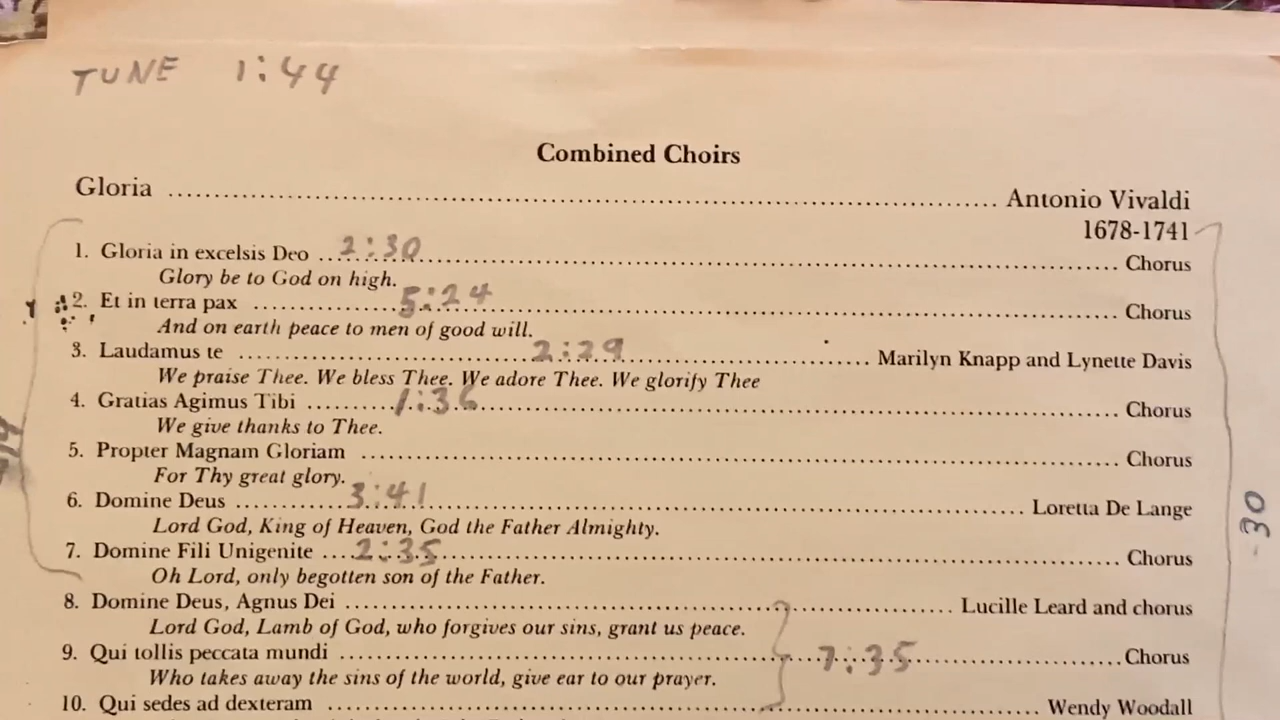 TUNE 1:44
Combined Choirs
Gloria ........................................ Antonio Vivaldi
1678-1741
1. Gloria in excelsis Deo ... 2:30 ........................................ Chorus
Glory be to God on high.
2. Et in terra pax ............ 5:24 ........................................ Chorus
And on earth peace to men of good will.
3. Laudamus te ............ 2:29 .................... Marilyn Knapp and Lynette Davis
We praise Thee. We bless Thee. We adore Thee. We glorify Thee
4. Gratias Agimus Tibi ........ 1:36 ........................................ Chorus
We give thanks to Thee.
5. Propter Magnam Gloriam ........................................ Chorus
For Thy great glory.
6. Domine Deus ............ 3:41 ........................................ Loretta De Lange
Lord God, King of Heaven, God the Father Almighty.
7. Domine Fili Unigenite .... 2:35 ........................................ Chorus
Oh Lord, only begotten son of the Father.
8. Domine Deus, Agnus Dei ........................................ Lucille Leard and chorus
Lord God, Lamb of God, who forgives our sins, grant us peace.
9. Qui tollis peccata mundi ........................................ 7:35 .................... Chorus
Who takes away the sins of the world, give ear to our prayer.
10. Qui sedes ad dexteram ........................................ Wendy Woodall
30